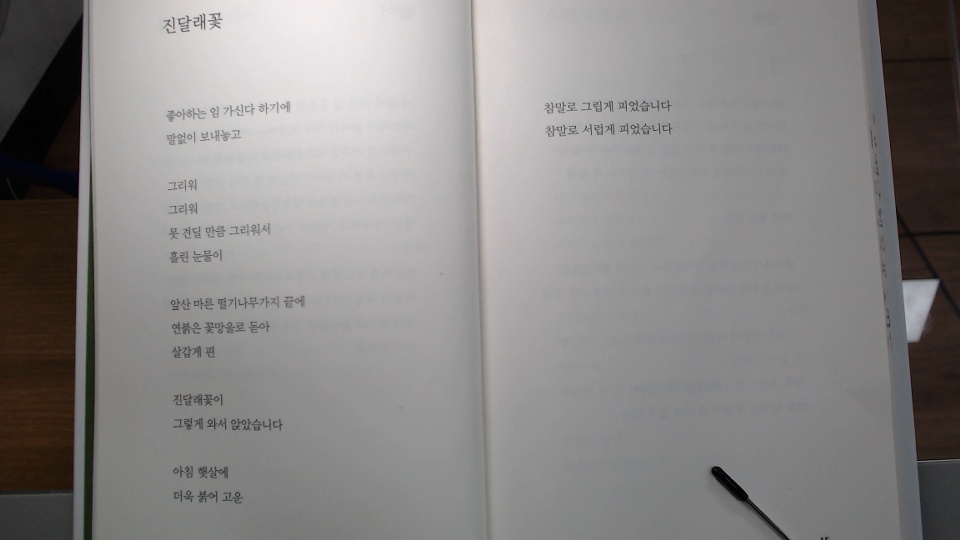 진달래꽃
좋아하는 임 가신다 하기에
말없이 보내놓고
그리워
그리워
못 견딜 만큼 그리워서
흘린 눈물이
앞산 마른 떨기나무가지 끝에
연붉은 꽃망울로 돋아
살갑게 핀
진달래꽃이
그렇게 와서 앉았습니다
아침 햇살에
더욱 붉어 고운
참말로 그립게 피었습니다
참말로 서럽게 피었습니다